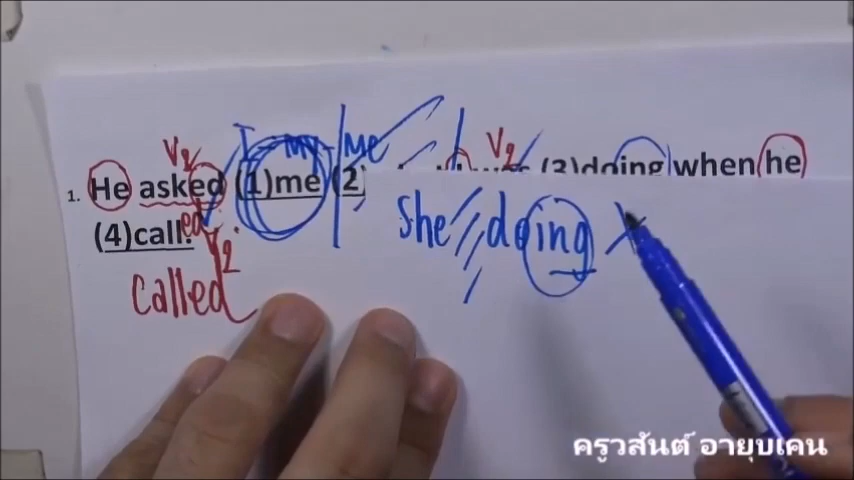 V2 I my me V2
1. He asked (1)me (2 (3)doing when he
ed
(4)call. V2
She doing X
called
ครูวสันต์ อายุบเคน